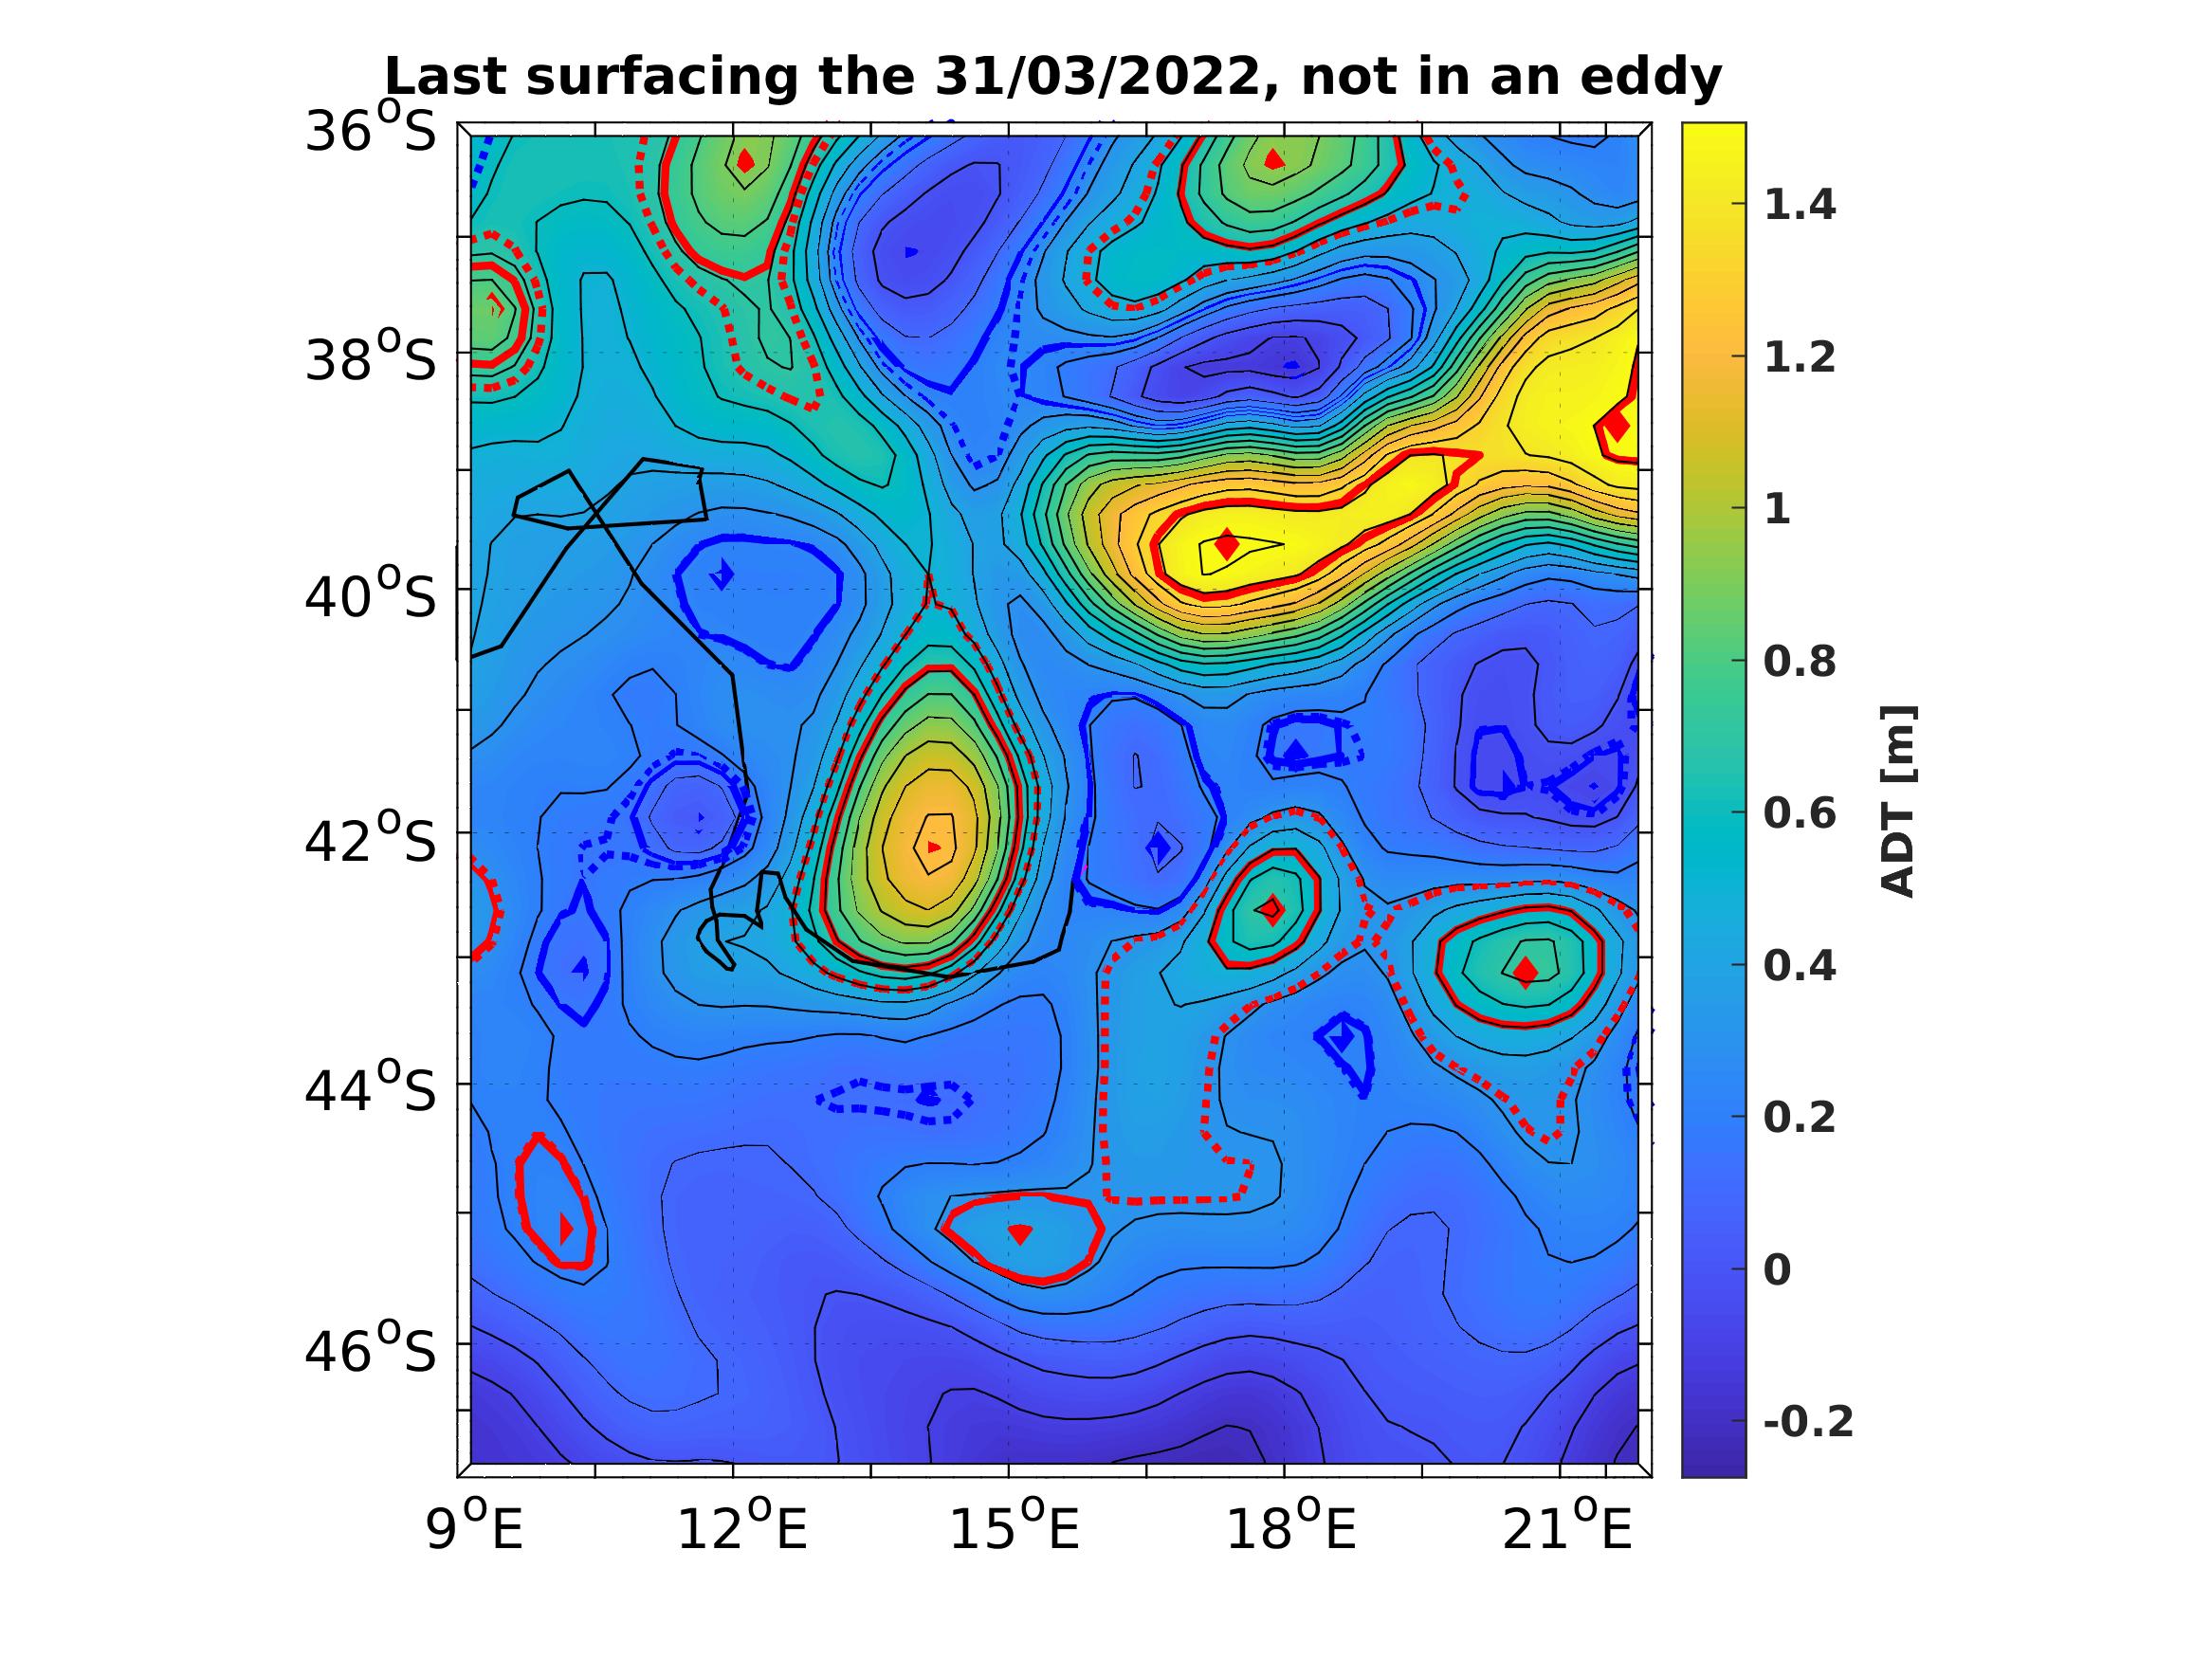 Last surfacing the 31/03/2022, not in an eddy
36°S
38°S
40°S
42°S
44°S
46°S
9°E
12°E
15°E
18°E
21°E
1.4
1.2
1
0.8
0.6
0.4
0.2
0
-0.2
ADT [m]